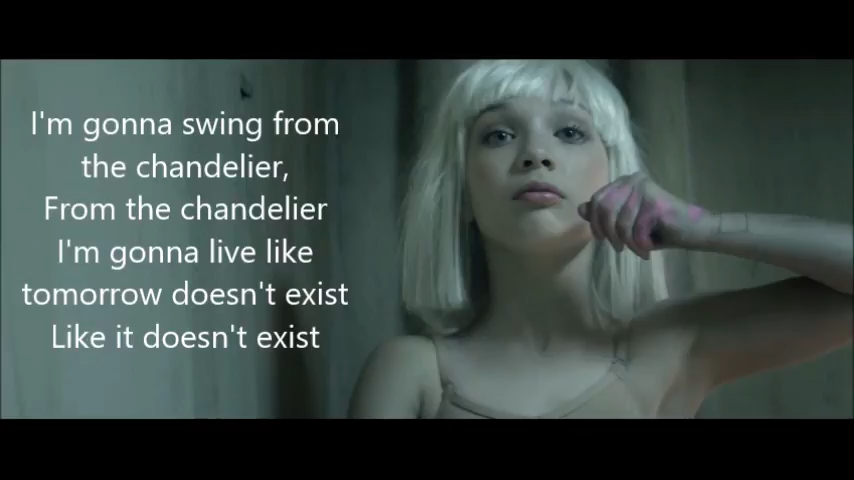 I'm gonna swing from
the chandelier,
From the chandelier
I'm gonna live like
tomorrow doesn't exist
Like it doesn't exist